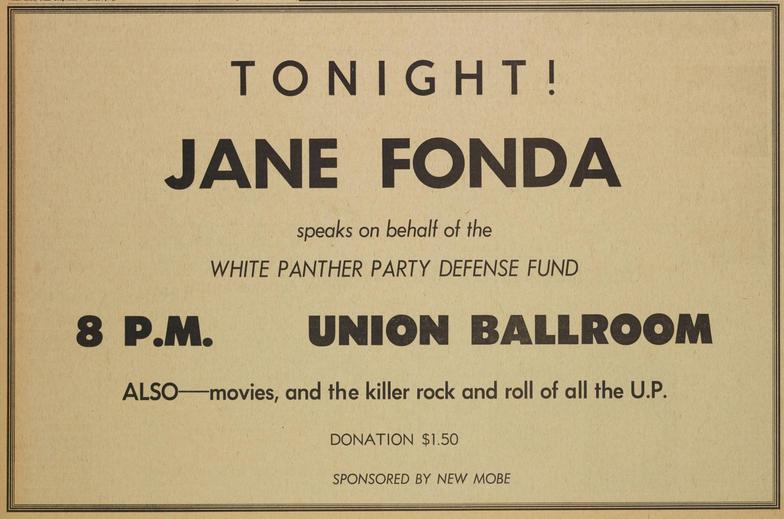 TONIGHT!
JANE FONDA
speaks on behalf of the
WHITE PANTHER PARTY DEFENSE FUND
8 P.M. UNION BALLROOM
ALSO—movies, and the killer rock and roll of all the U.P.
DONATION $1.50
SPONSORED BY NEW MOBE